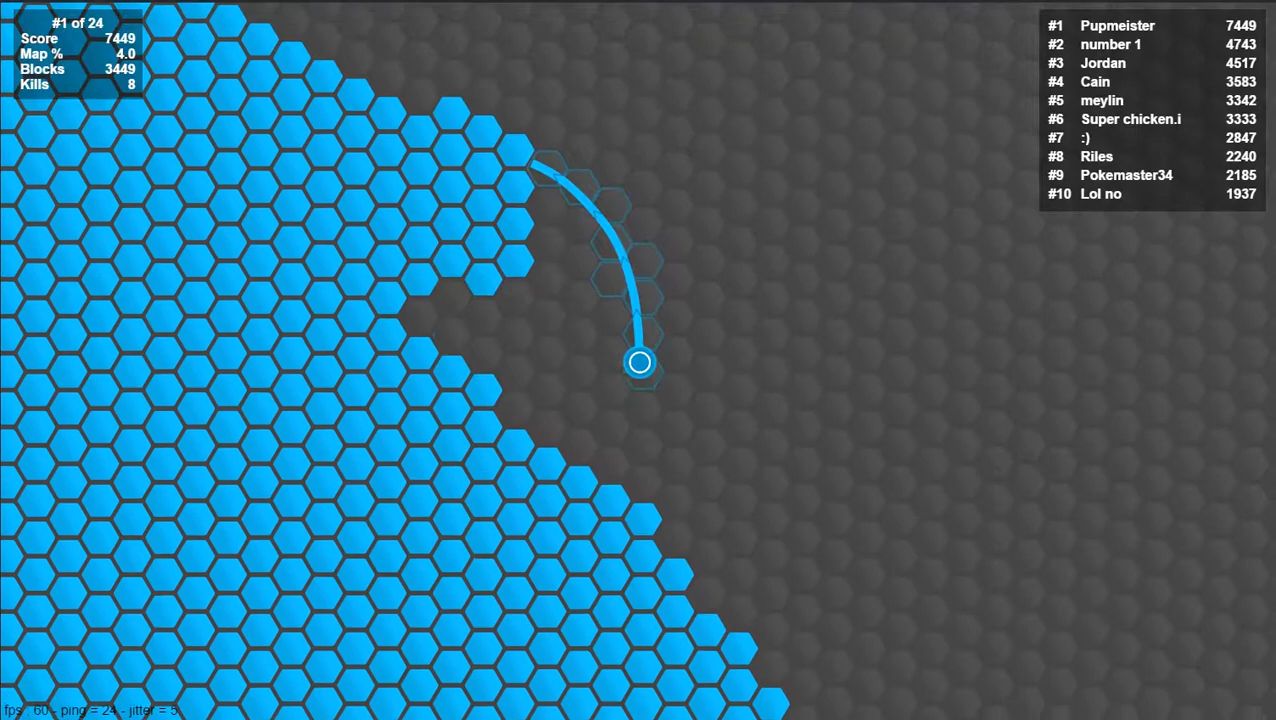 #1 of 24
Score 7449
Map % 4.0
Blocks 3449
Kills 8
#1 Pupmeister 7449
#2 number 1 4743
#3 Jordan 4517
#4 Cain 3583
#5 meylin 3342
#6 Super chicken.i 3333
#7 :) 2847
#8 Riles 2240
#9 Pokemaster34 2185
#10 Lol no 1937
fps : 60 - ping = 24 - jitter = 5